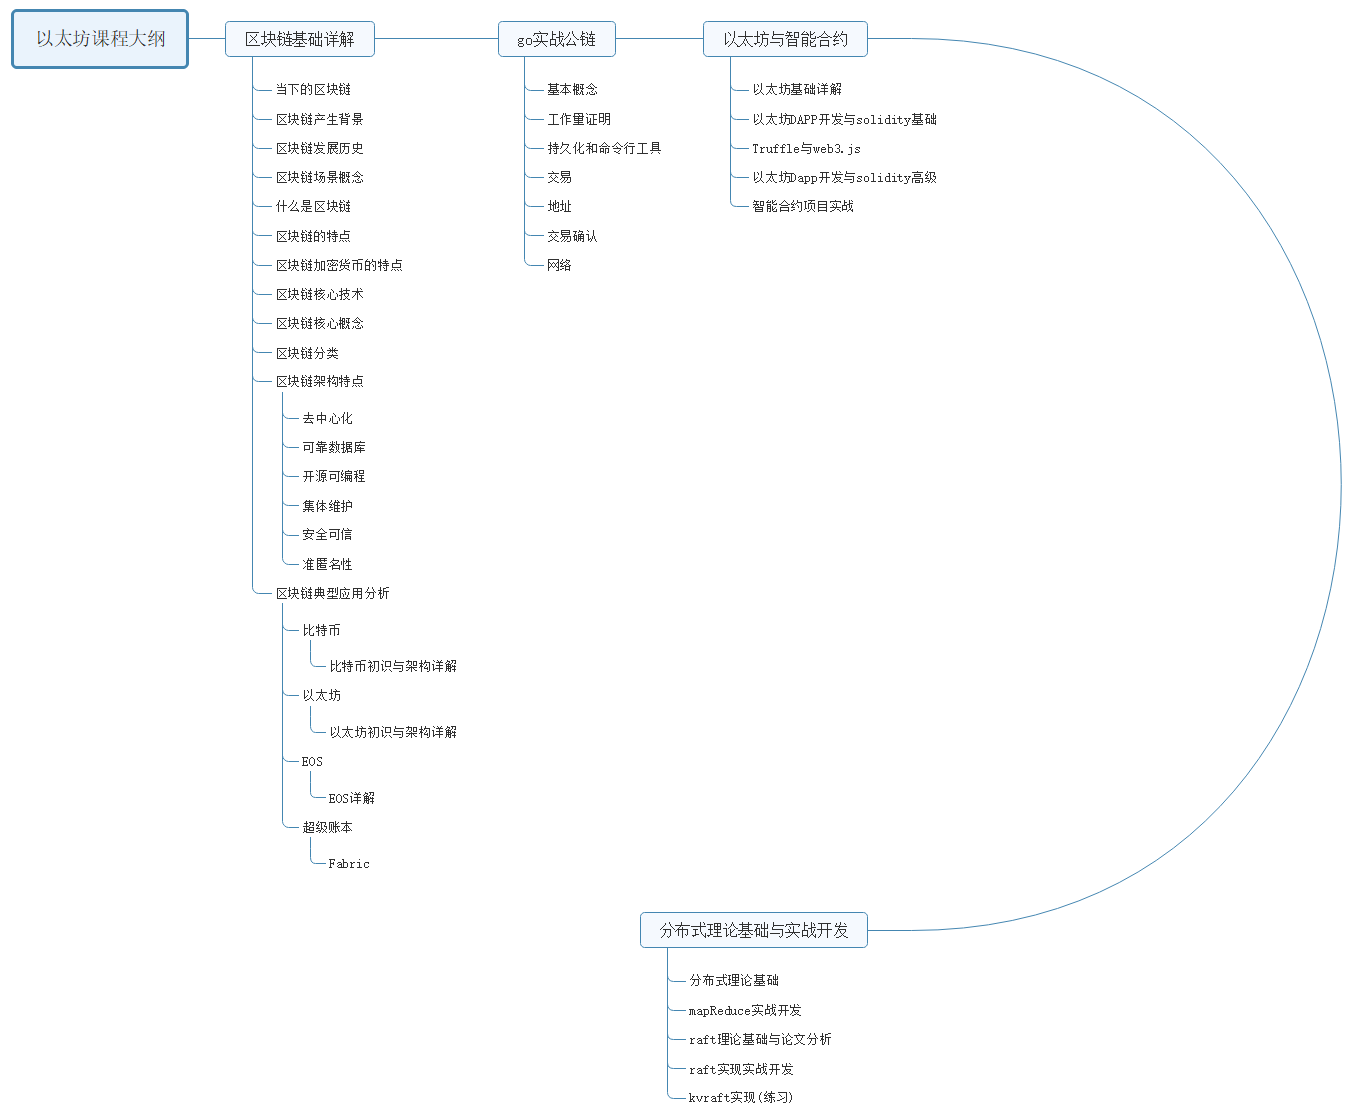 以太坊课程大纲
区块链基础详解
当下的区块链
区块链产生背景
区块链发展历史
区块链场景概念
什么是区块链
区块链的特点
区块链加密货币的特点
区块链核心技术
区块链核心概念
区块链分类
区块链架构特点
去中心化
可靠数据库
开源可编程
集体维护
安全可信
准匿名性
区块链典型应用分析
比特币
比特币初识与架构详解
以太坊
以太坊初识与架构详解
EOS
EOS详解
超级账本
Fabric
go实战公链
基本概念
工作量证明
持久化和命令行工具
交易
地址
交易确认
网络
以太坊与智能合约
以太坊基础详解
以太坊DAPP开发与solidity基础
Truffle与web3.js
以太坊Dapp开发与solidity高级
智能合约项目实战
分布式理论基础与实战开发
分布式理论基础
mapReduce实战开发
raft理论基础与论文分析
raft实现实战开发
kvraft实现(练习)